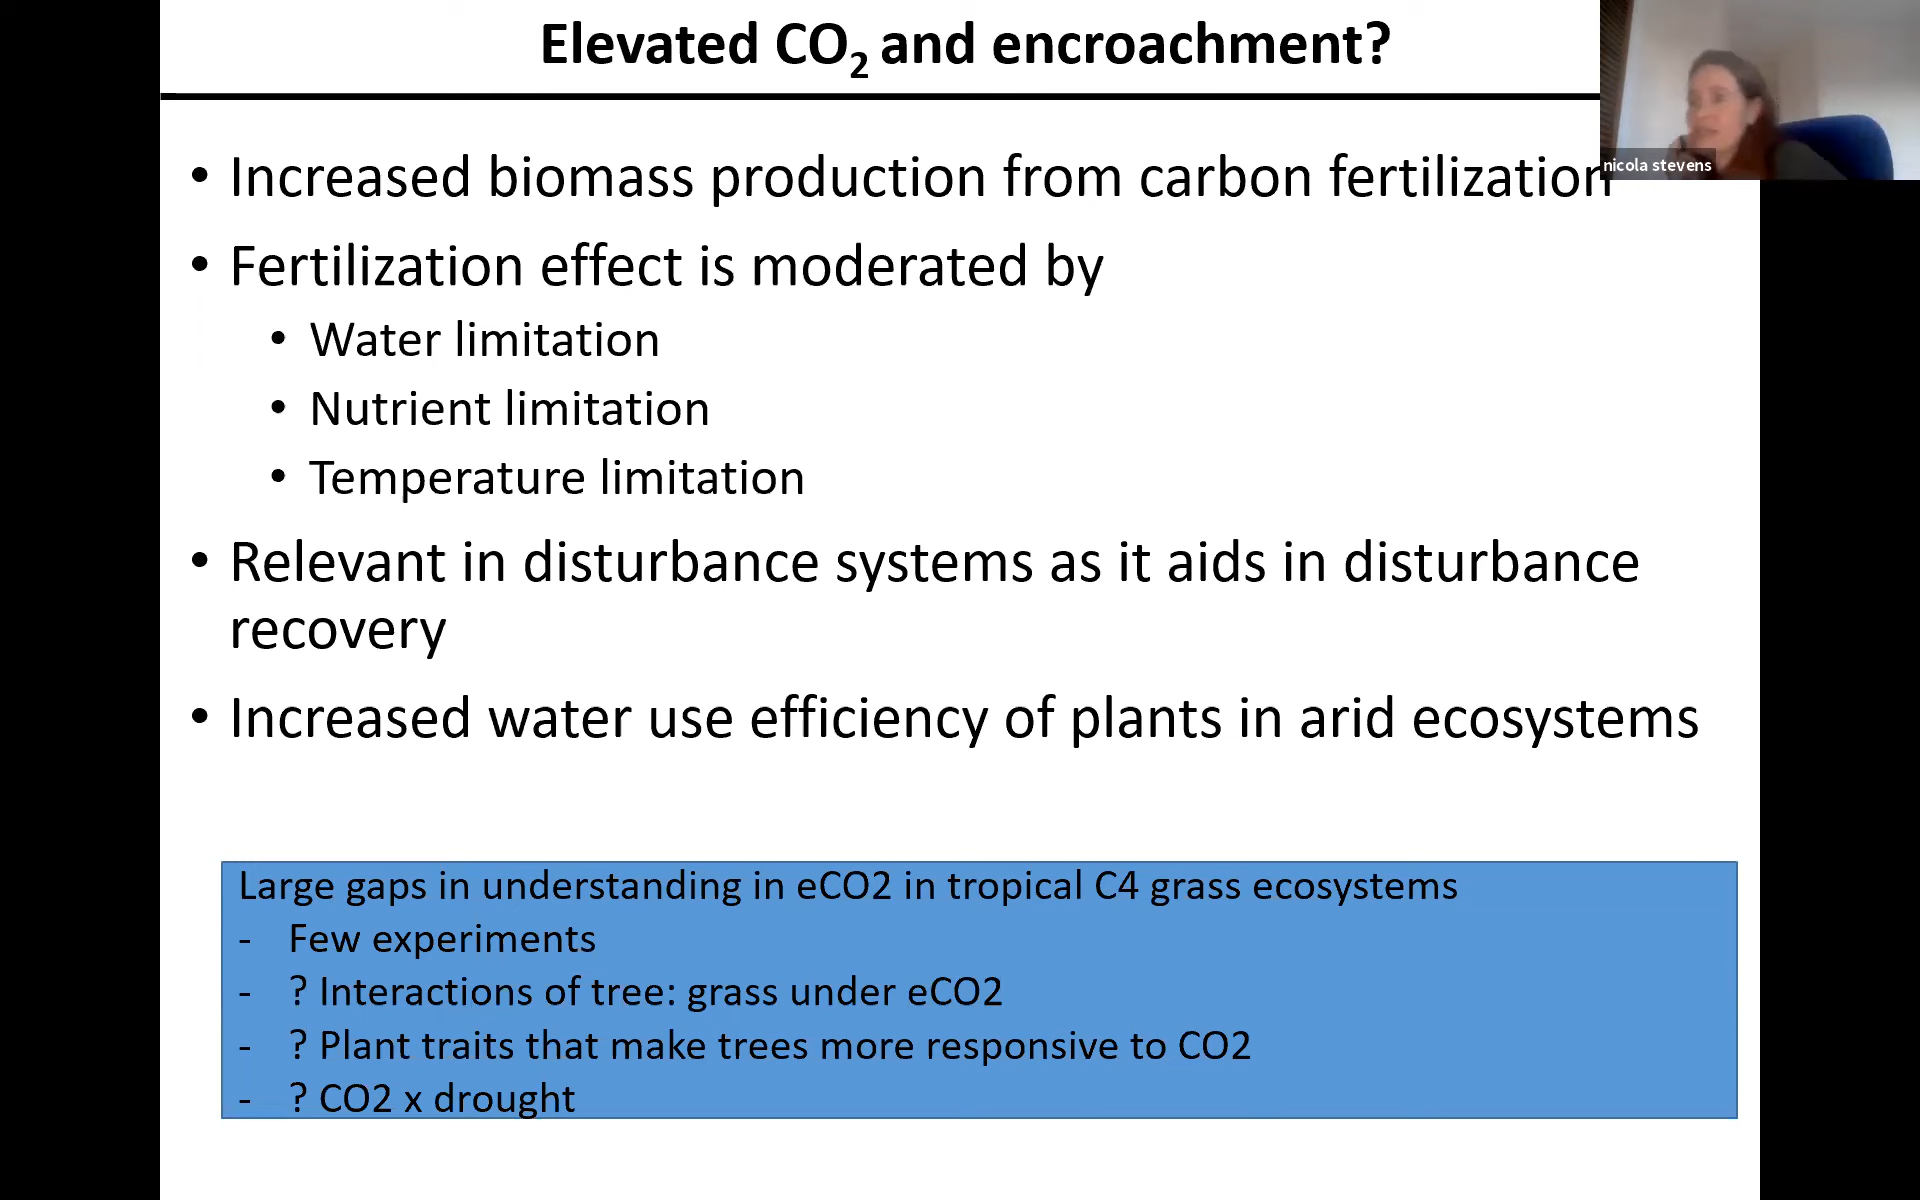 Elevated CO₂ and encroachment?
nicola stevens
• Increased biomass production from carbon fertilization
• Fertilization effect is moderated by
• Water limitation
• Nutrient limitation
• Temperature limitation
• Relevant in disturbance systems as it aids in disturbance
recovery
• Increased water use efficiency of plants in arid ecosystems
Large gaps in understanding in eCO2 in tropical C4 grass ecosystems
- Few experiments
- ? Interactions of tree: grass under eCO2
- ? Plant traits that make trees more responsive to CO2
- ? CO2 x drought